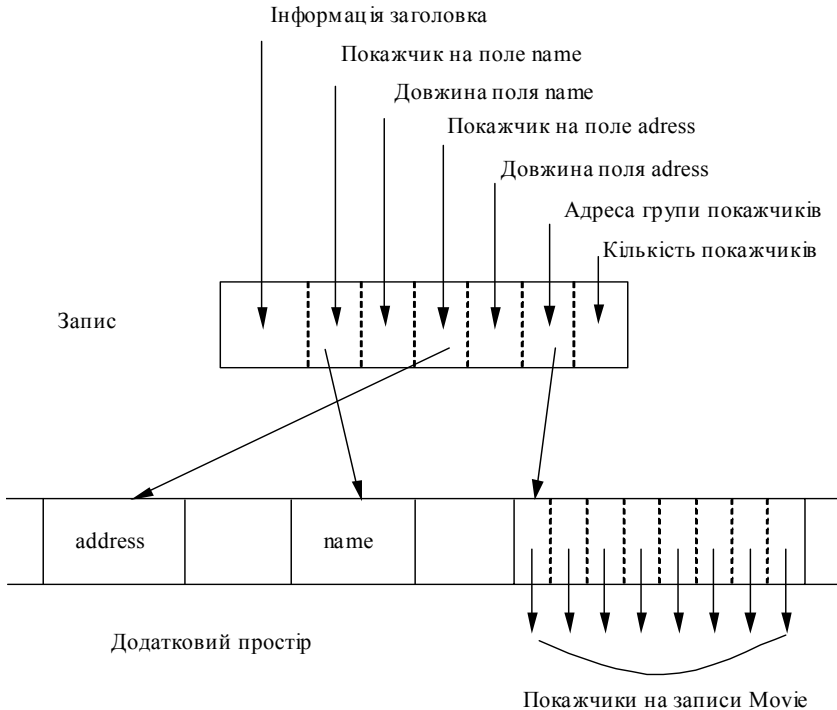 Інформація заголовка
Покажчик на поле name
Довжина поля name
Покажчик на поле adress
Довжина поля adress
Адреса групи покажчиків
Кількість покажчиків
Запис
address
name
Додатковий простір
Покажчики на записи Movie